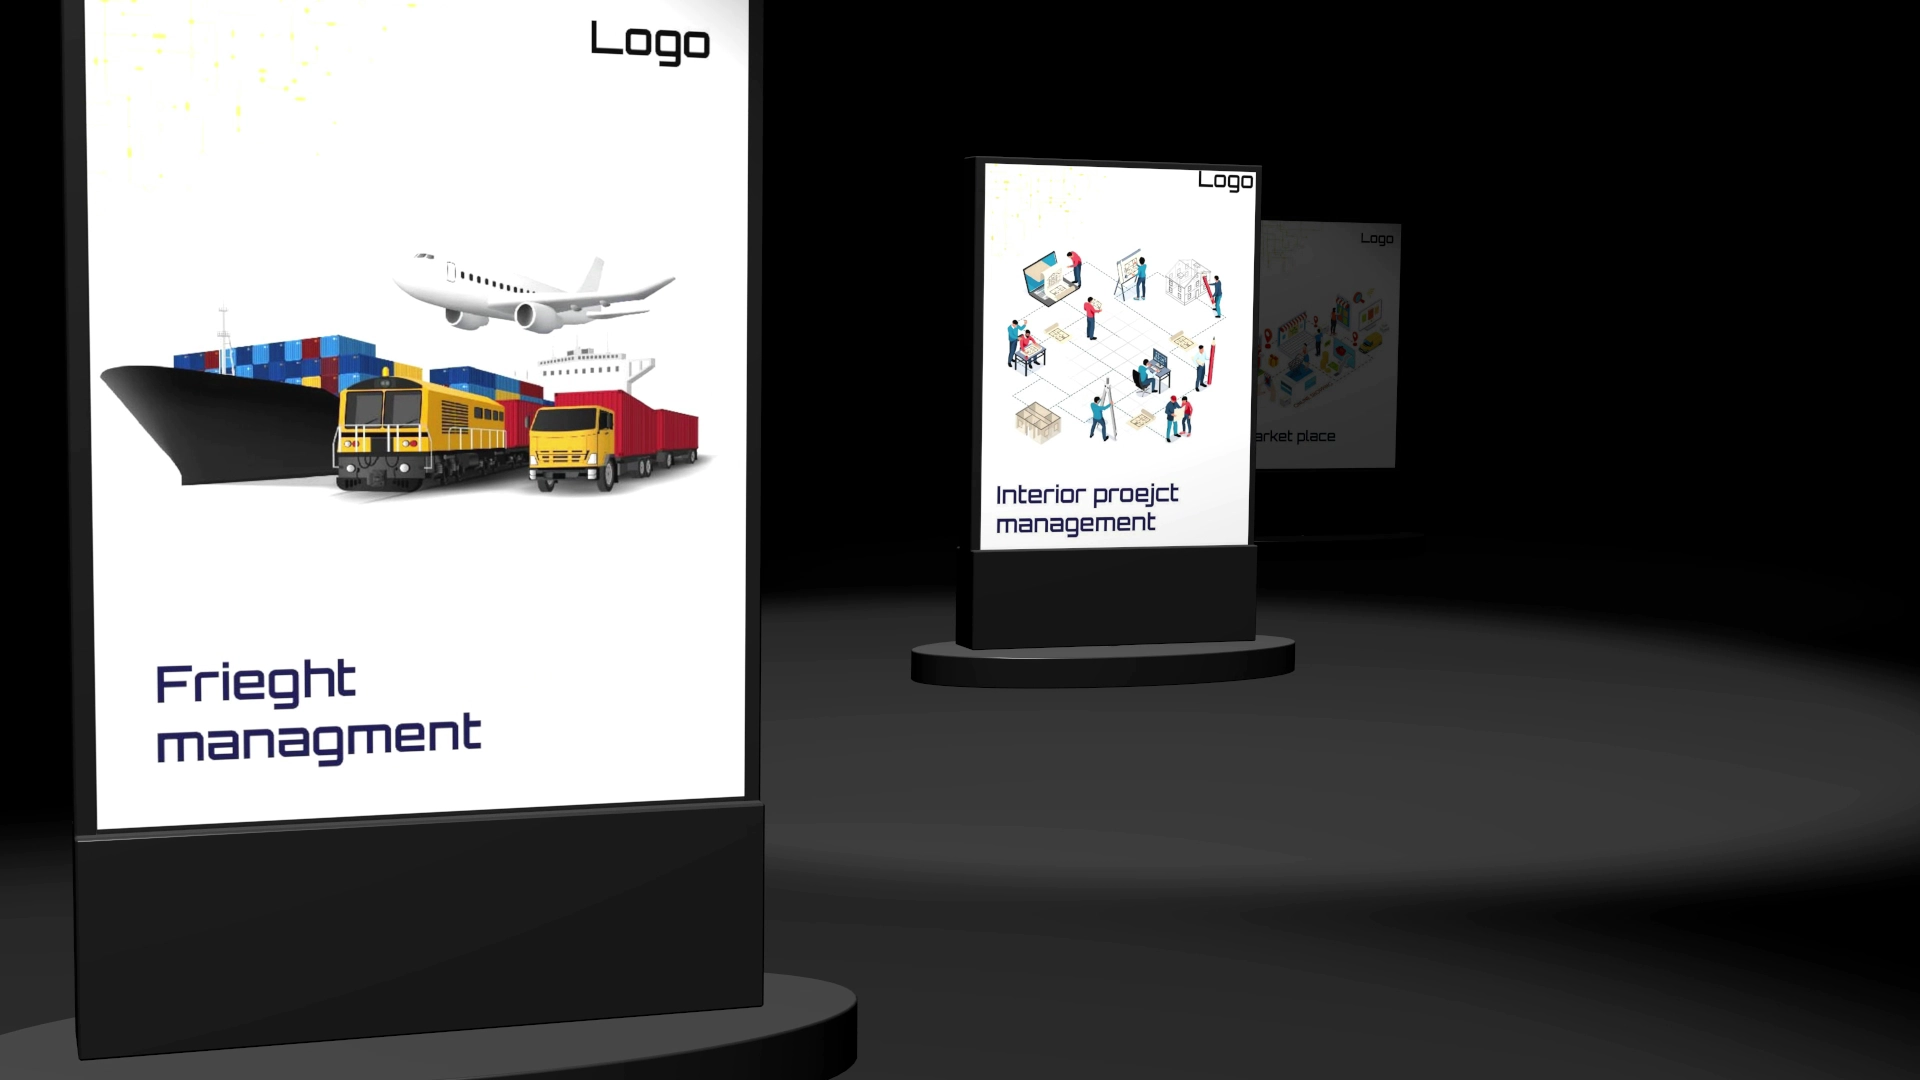 Logo
Frieght
managment
Logo
Interior proejct
management
Logo
arket place